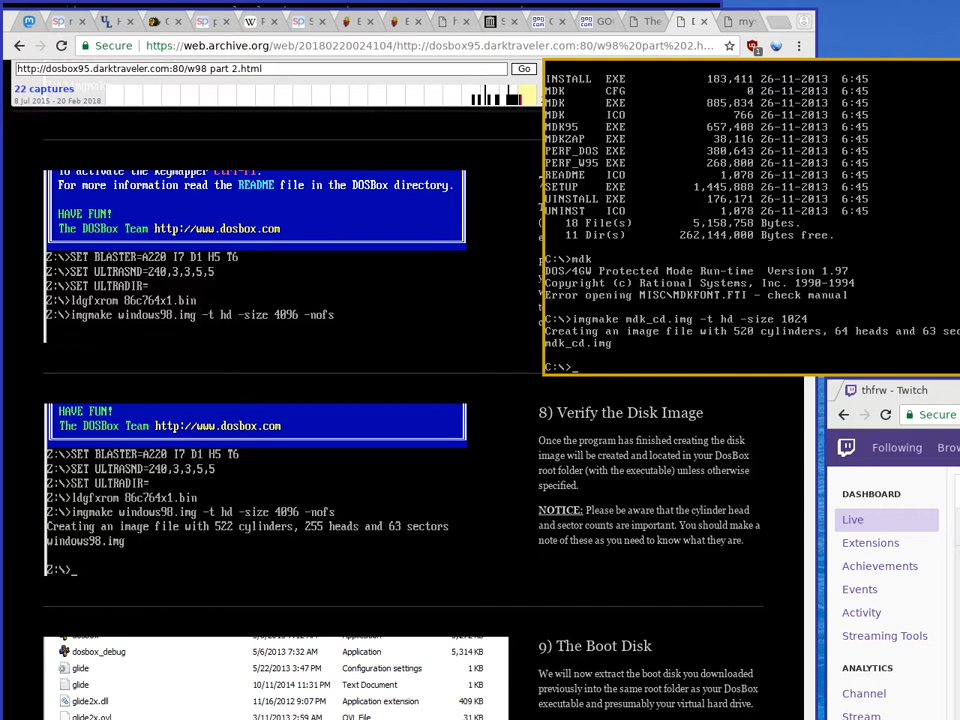 Secure
https://web.archive.org/web/20180220024104/http://dosbox95.darktraveler.com:80/w98%20part%202.h...
http://dosbox95.darktraveler.com:80/w98 part 2.html
Go
22 captures
8 Jul 2015 - 20 Feb 2018
To activate the keymapper ctrl-F1.
For more information read the README file in the DOSBox directory.
HAVE FUN!
The DOSBox Team http://www.dosbox.com
Z:\>SET BLASTER=A220 I7 D1 H5 T6
Z:\>SET ULTRASND=240,3,3,5,5
Z:\>SET ULTRADIR=
Z:\>ldgfxrom 86c764x1.bin
Z:\>imgmake windows98.img -t hd -size 4096 -nofs
HAVE FUN!
The DOSBox Team http://www.dosbox.com
Z:\>SET BLASTER=A220 I7 D1 H5 T6
Z:\>SET ULTRASND=240,3,3,5,5
Z:\>SET ULTRADIR=
Z:\>ldgfxrom 86c764x1.bin
Z:\>imgmake windows98.img -t hd -size 4096 -nofs
Creating an image file with 522 cylinders, 255 heads and 63 sectors
windows98.img
Z:\>_
8) Verify the Disk Image
Once the program has finished creating the disk
image will be created and located in your DosBox
root folder (with the executable) unless otherwise
specified.
NOTICE: Please be aware that the cylinder head
and sector counts are important. You should make a
note of these as you need to know what they are.
dosbox_debug 5/6/2013 7:32 AM Application 5,314 KB
glide 5/22/2013 3:47 PM Configuration settings 1 KB
glide 10/11/2014 11:31 PM Text Document 1 KB
glide2x.dll 11/16/2012 9:07 PM Application extension 409 KB
glide2x.ovl 3/11/2013 2:59 AM OVL File 31 KB
9) The Boot Disk
We will now extract the boot disk you downloaded
previously into the same root folder as your DosBox
executable and presumably your virtual hard drive.
INSTALL EXE 183,411 26-11-2013 6:45
MDK CFG 0 26-11-2013 6:45
MDK EXE 885,834 26-11-2013 6:45
MDK ICO 766 26-11-2013 6:45
MDK95 EXE 657,408 26-11-2013 6:45
MDKZAP EXE 38,116 26-11-2013 6:45
PERF_DOS EXE 380,643 26-11-2013 6:45
PERF_W95 EXE 268,800 26-11-2013 6:45
README ICO 1,078 26-11-2013 6:45
SETUP EXE 1,445,888 26-11-2013 6:45
UINSTALL EXE 176,171 26-11-2013 6:45
UNINST ICO 1,078 26-11-2013 6:45
18 File(s) 5,158,758 Bytes.
11 Dir(s) 262,144,000 Bytes free.
C:\>mdk
DOS/4GW Protected Mode Run-time Version 1.97
Copyright (c) Rational Systems, Inc. 1990-1994
Error opening MISC\MDKFONT.FTI - check manual
C:\>imgmake mdk_cd.img -t hd -size 1024
Creating an image file with 520 cylinders, 64 heads and 63 sec
mdk_cd.img
C:\>_
thfrw - Twitch
Secure
Following
Brow
DASHBOARD
Live
Extensions
Achievements
Events
Activity
Streaming Tools
ANALYTICS
Channel
Stream